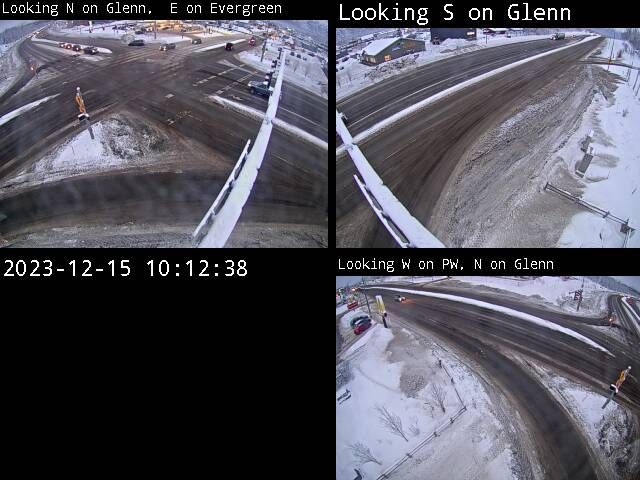 Looking N on Glenn,  E on Evergreen
Looking S on Glenn
2023-12-15 10:12:38
Looking W on PW, N on Glenn